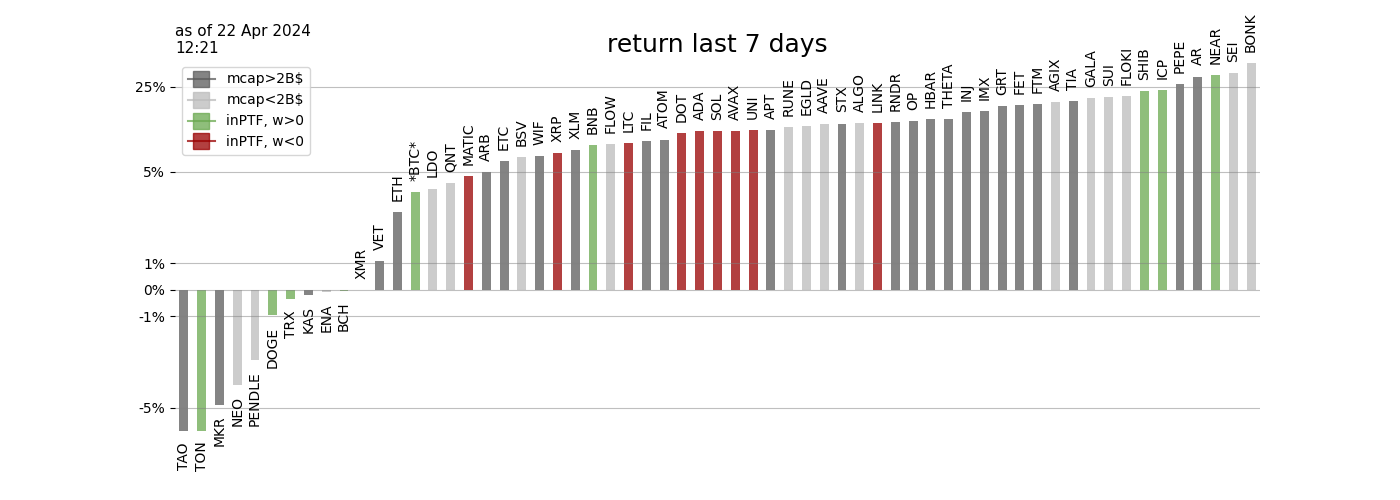 as of 22 Apr 2024
12:21
return last 7 days
mcap>2B$
mcap<2B$
inPTF, w>0
inPTF, w<0
25%
5%
1%
0%
-1%
-5%
TAO
TON
MKR
NEO
PENDLE
DOGE
TRX
KAS
ENA
BCH
XMR
VET
ETH
*BTC*
LDO
QNT
MATIC
ARB
ETC
BSV
WIF
XRP
XLM
BNB
FLOW
LTC
FIL
ATOM
DOT
ADA
SOL
AVAX
UNI
APT
RUNE
EGLD
AAVE
STX
ALGO
LINK
RNDR
OP
HBAR
THETA
INJ
IMX
GRT
FET
FTM
AGIX
TIA
GALA
SUI
FLOKI
SHIB
ICP
PEPE
AR
NEAR
SEI
BONK